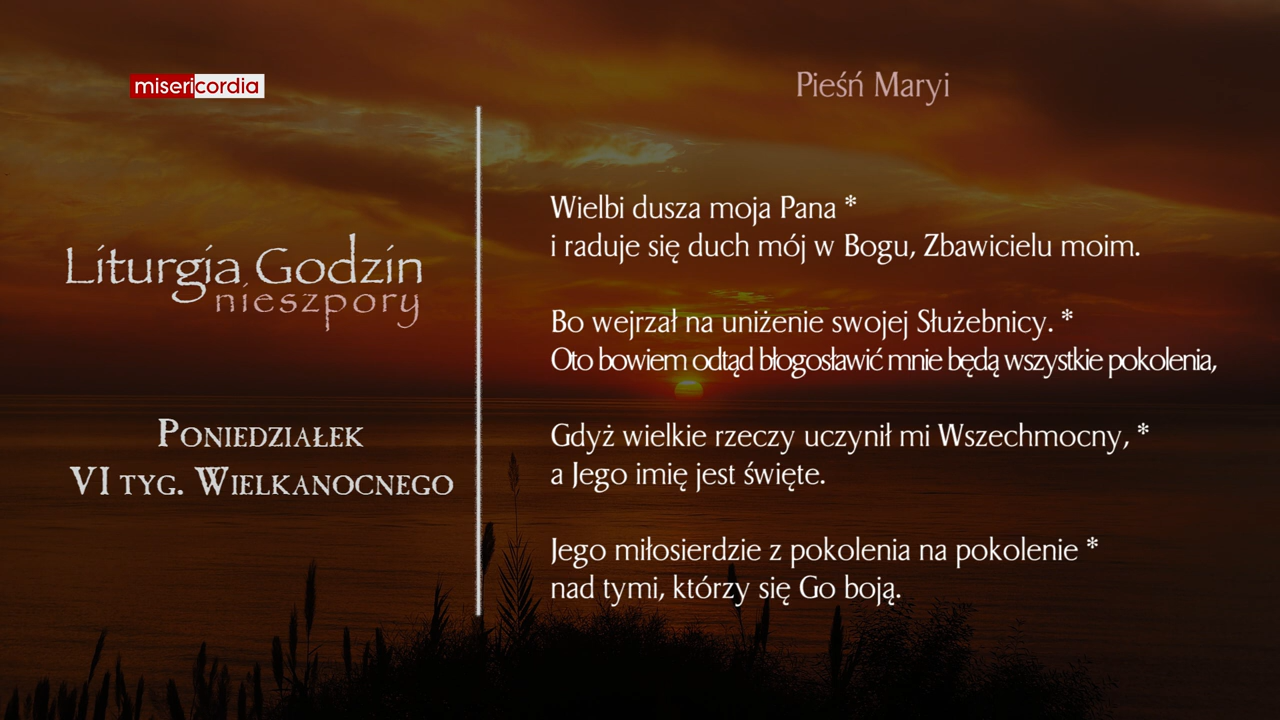 misericordia
Liturgia Godzin
nieszpory
Poniedziałek
VI tyg. Wielkanocnego
Pieśń Maryi
Wielbi dusza moja Pana *
i raduje się duch mój w Bogu, Zbawicielu moim.
Bo wejrzał na uniżenie swojej Służebnicy. *
Oto bowiem odtąd błogosławić mnie będą wszystkie pokolenia,
Gdyż wielkie rzeczy uczynił mi Wszechmocny, *
a Jego imię jest święte.
Jego miłosierdzie z pokolenia na pokolenie *
nad tymi, którzy się Go boją.